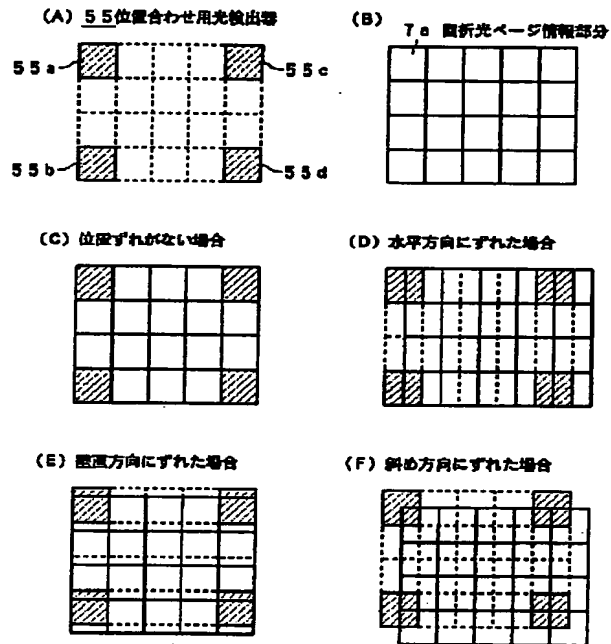 (A) 55位置合わせ用光検出器
55a
55c
55b
55d
(B)
7a 回折光ページ情報部分
(C) 位置ずれがない場合
(D) 水平方向にずれた場合
(E) 垂直方向にずれた場合
(F) 斜め方向にずれた場合